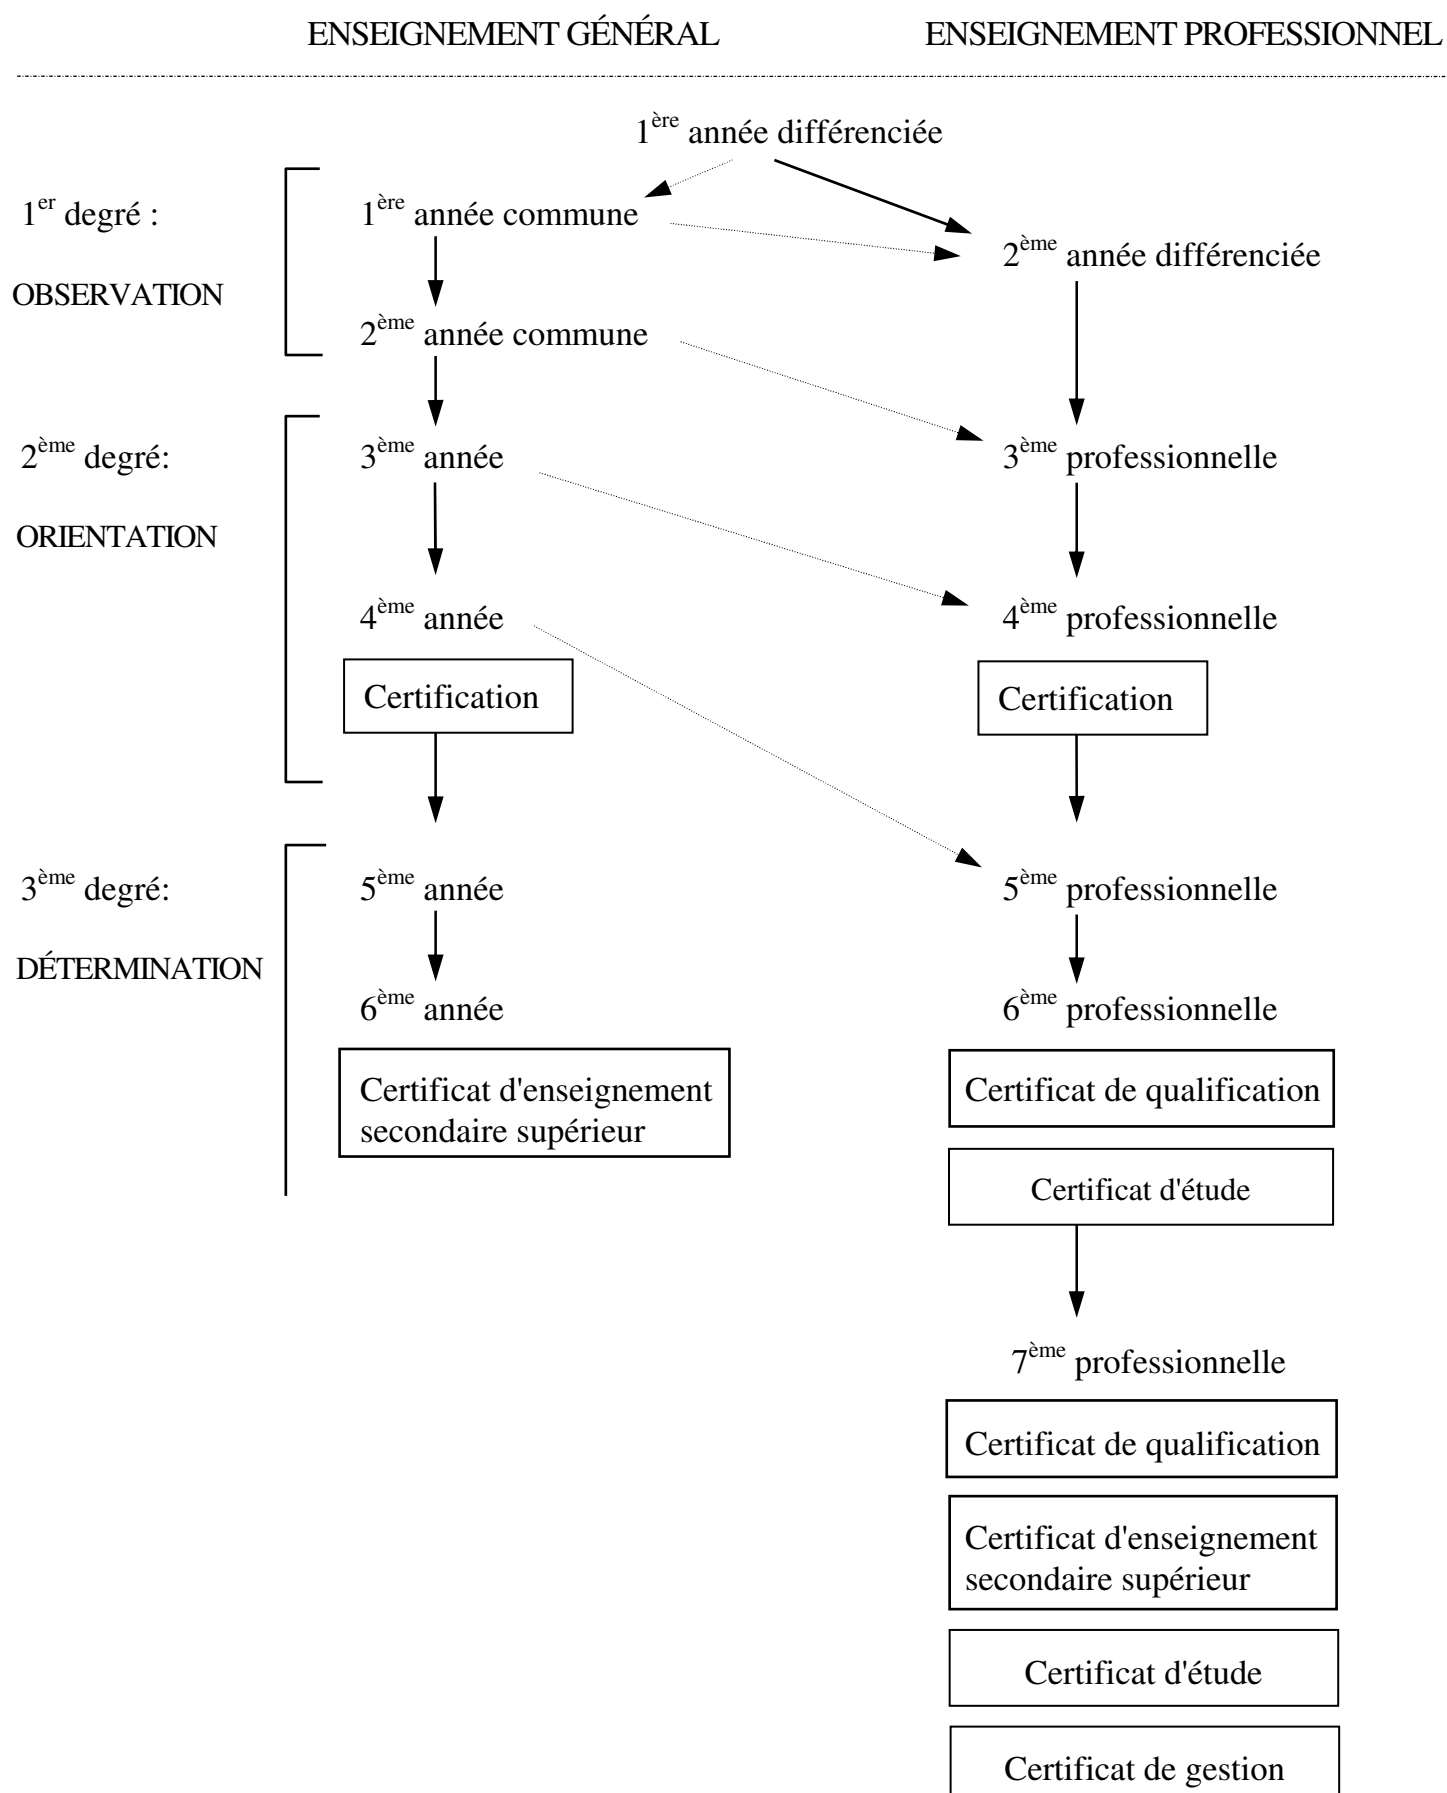 ENSEIGNEMENT GÉNÉRAL
ENSEIGNEMENT PROFESSIONNEL
1ère année différenciée
1er degré :
1ère année commune
2ème année différenciée
OBSERVATION
2ème année commune
2ème degré:
3ème année
3ème professionnelle
ORIENTATION
4ème année
4ème professionnelle
Certification
Certification
3ème degré:
5ème année
5ème professionnelle
DÉTERMINATION
6ème année
6ème professionnelle
Certificat d'enseignement
secondaire supérieur
Certificat de qualification
Certificat d'étude
7ème professionnelle
Certificat de qualification
Certificat d'enseignement
secondaire supérieur
Certificat d'étude
Certificat de gestion